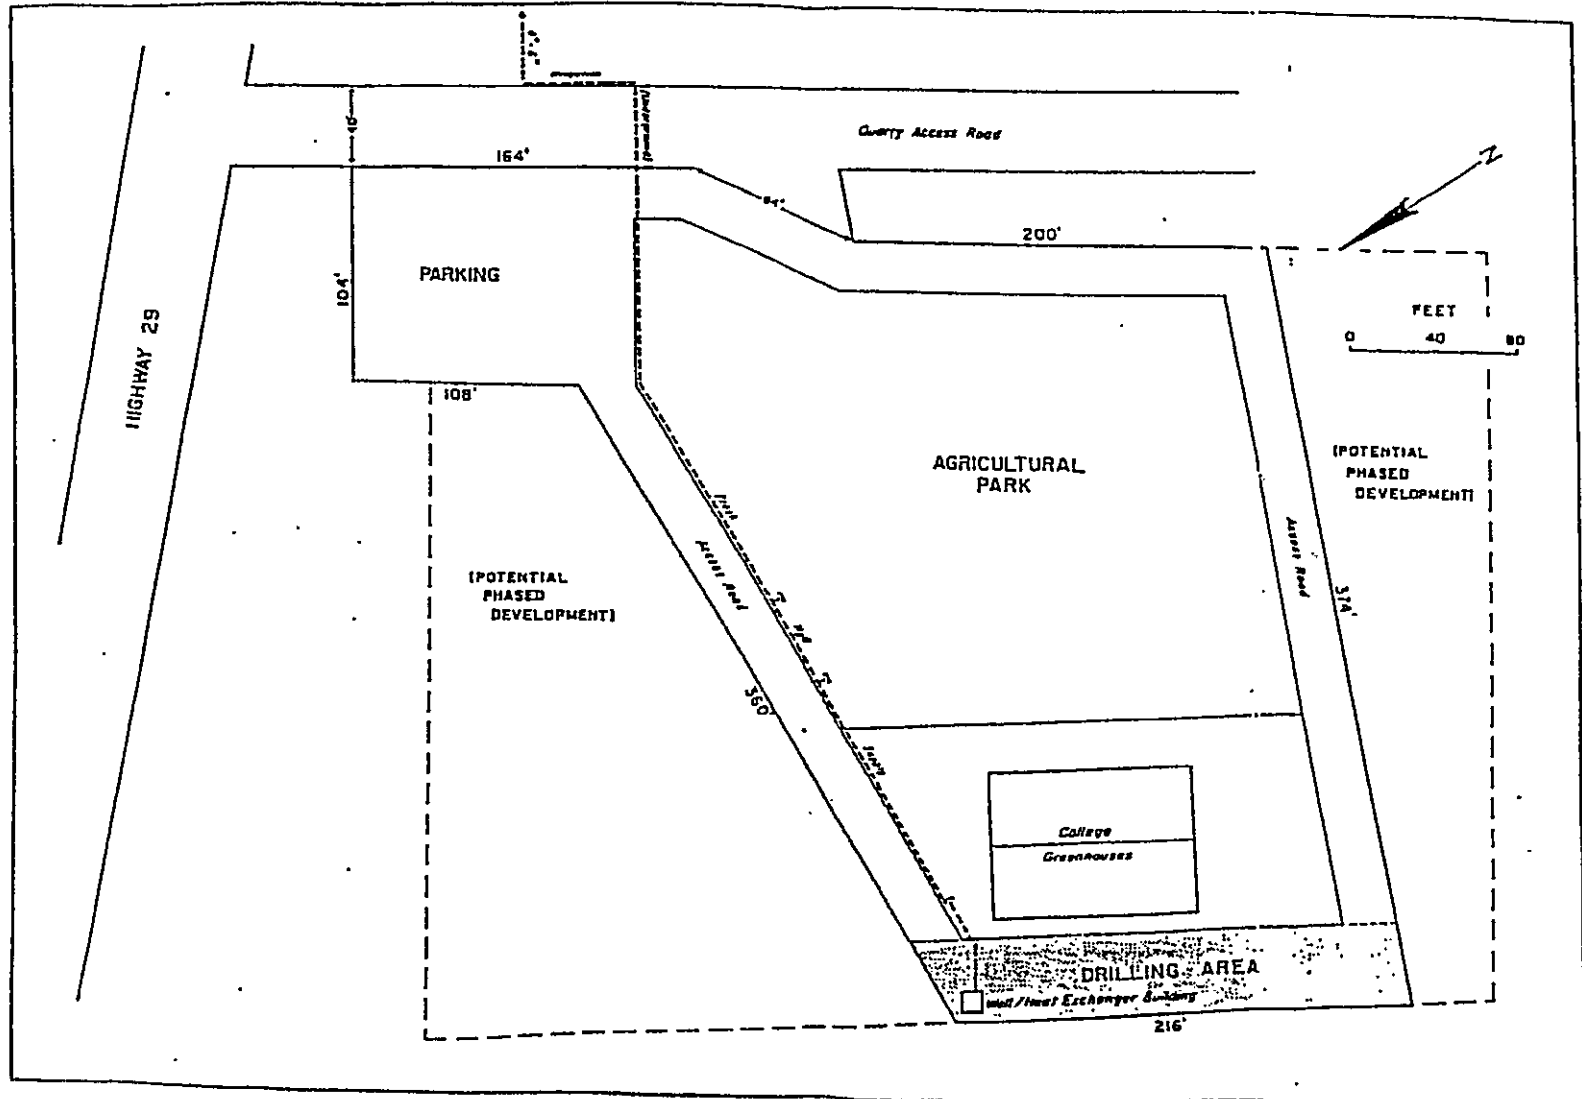 Quarry Access Road
40'
164'
N
200'
PARKING
104'
FEET
0 40 80
HIGHWAY 29
108'
AGRICULTURAL
PARK
(POTENTIAL
PHASED
DEVELOPMENT)
Access Road
(POTENTIAL
PHASED
DEVELOPMENT)
Access Road
374'
360'
College
Greenhouses
DRILLING AREA
Well/Heat Exchanger Building
216'